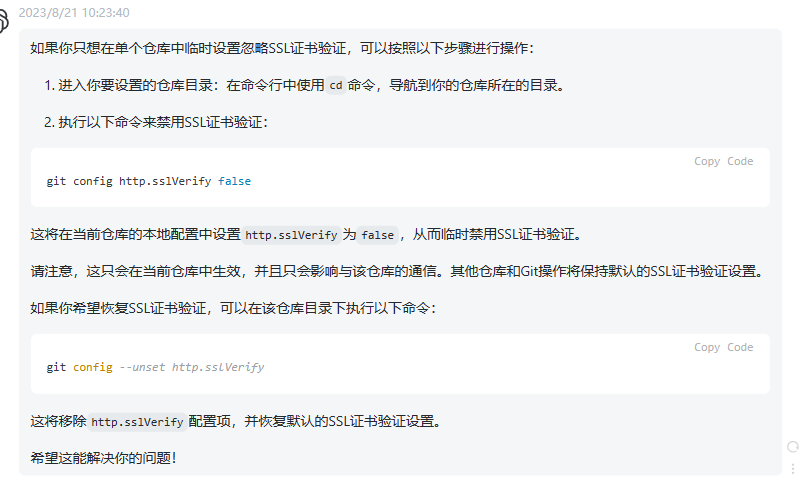 2023/8/21 10:23:40
如果你只想在单个仓库中临时设置忽略SSL证书验证，可以按照以下步骤进行操作：
1. 进入你要设置的仓库目录：在命令行中使用 cd 命令，导航到你的仓库所在的目录。
2. 执行以下命令来禁用SSL证书验证：
Copy Code
git config http.sslVerify false
这将在当前仓库的本地配置中设置 http.sslVerify 为 false ，从而临时禁用SSL证书验证。
请注意，这只会在当前仓库中生效，并且只会影响与该仓库的通信。其他仓库和Git操作将保持默认的SSL证书验证设置。
如果你希望恢复SSL证书验证，可以在该仓库目录下执行以下命令：
Copy Code
git config --unset http.sslVerify
这将移除 http.sslVerify 配置项，并恢复默认的SSL证书验证设置。
希望这能解决你的问题！